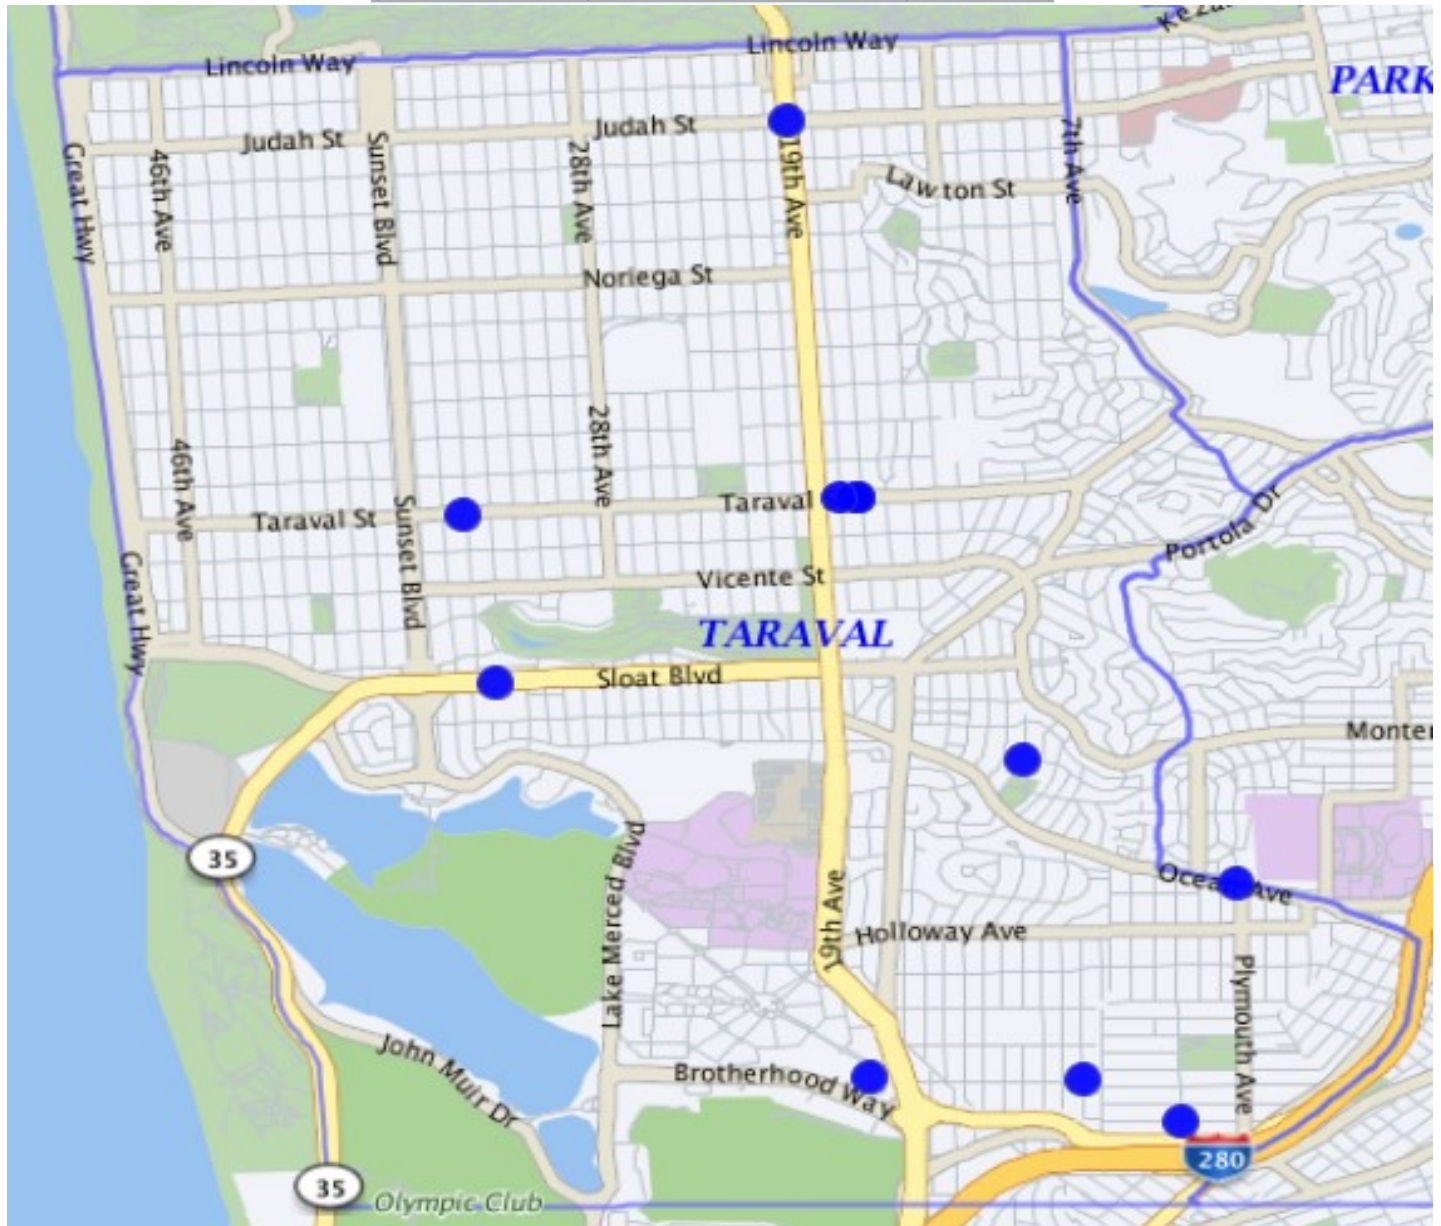 Lincoln Way
Lincoln Way
PARK
Judah St
Judah St
Great Hwy
46th Ave
Sunset Blvd
28th Ave
19th Ave
7th Ave
Lawton St
Noriega St
46th Ave
28th Ave
Taraval St
Sunset Blvd
Taraval
Portola Dr
Great Hwy
Vicente St
TARAVAL
Sloat Blvd
35
Lake Merced Blvd
19th Ave
Ocean Ave
Holloway Ave
Plymouth Ave
John Muir Dr
Brotherhood Way
280
35
Olympic Club